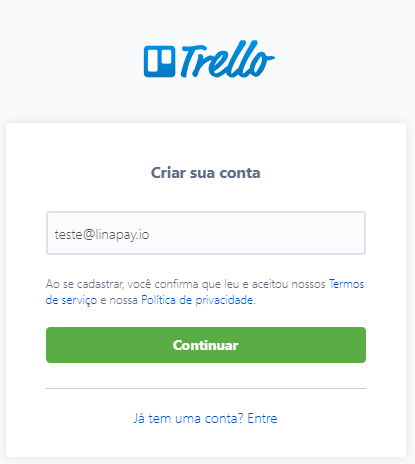 Trello
Criar sua conta
teste@linapay.io
Ao se cadastrar, você confirma que leu e aceitou nossos Termos
de serviço e nossa Política de privacidade.
Continuar
Já tem uma conta? Entre